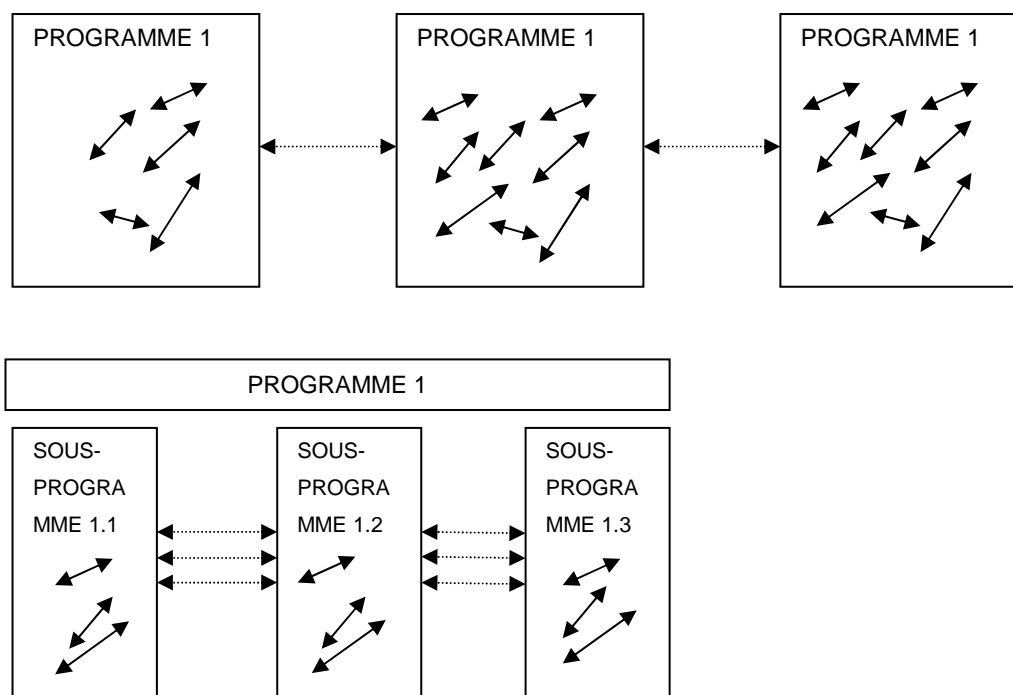 PROGRAMME 1
PROGRAMME 1
PROGRAMME 1
PROGRAMME 1
SOUS-
PROGRA
MME 1.1
SOUS-
PROGRA
MME 1.2
SOUS-
PROGRA
MME 1.3